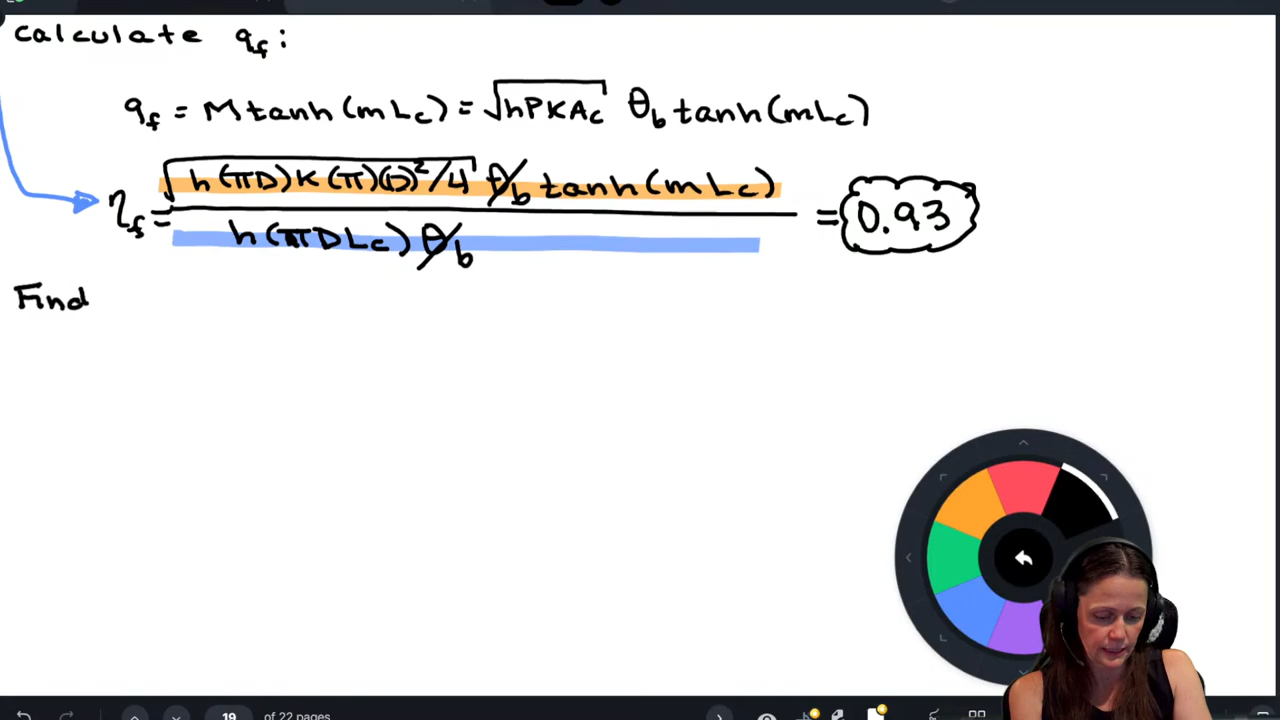 calculate q_f:
q_f = M tanh(mL_c) = √hPKA_c θ_b tanh(mL_c)
η_f = √h(πD)K(π)(D)²/4 θ_b tanh(mL_c) / h(πDL_c)θ_b = 0.93
Find
19 of 22 pages